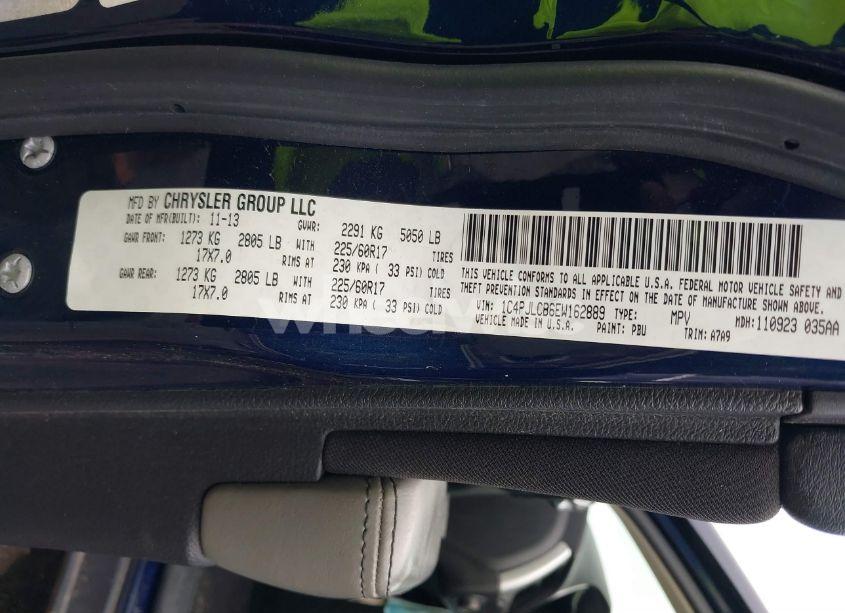 MFD BY CHRYSLER GROUP LLC
DATE OF MFR(BUILT): 11-13 GVWR: 2291 KG 5050 LB
GAWR FRONT: 1273 KG 2805 LB WITH 225/60R17 TIRES
17X7.0 RIMS AT 230 KPA ( 33 PSI) COLD
GAWR REAR: 1273 KG 2805 LB WITH 225/60R17 TIRES
17X7.0 RIMS AT 230 KPA ( 33 PSI) COLD
THIS VEHICLE CONFORMS TO ALL APPLICABLE U.S.A. FEDERAL MOTOR VEHICLE SAFETY AND
THEFT PREVENTION STANDARDS IN EFFECT ON THE DATE OF MANUFACTURE SHOWN ABOVE.
VIN: 1C4PJLCB6EW162889 TYPE: MPV MDH:110923 035AA
VEHICLE MADE IN U.S.A. PAINT: PBU TRIM: A7A9